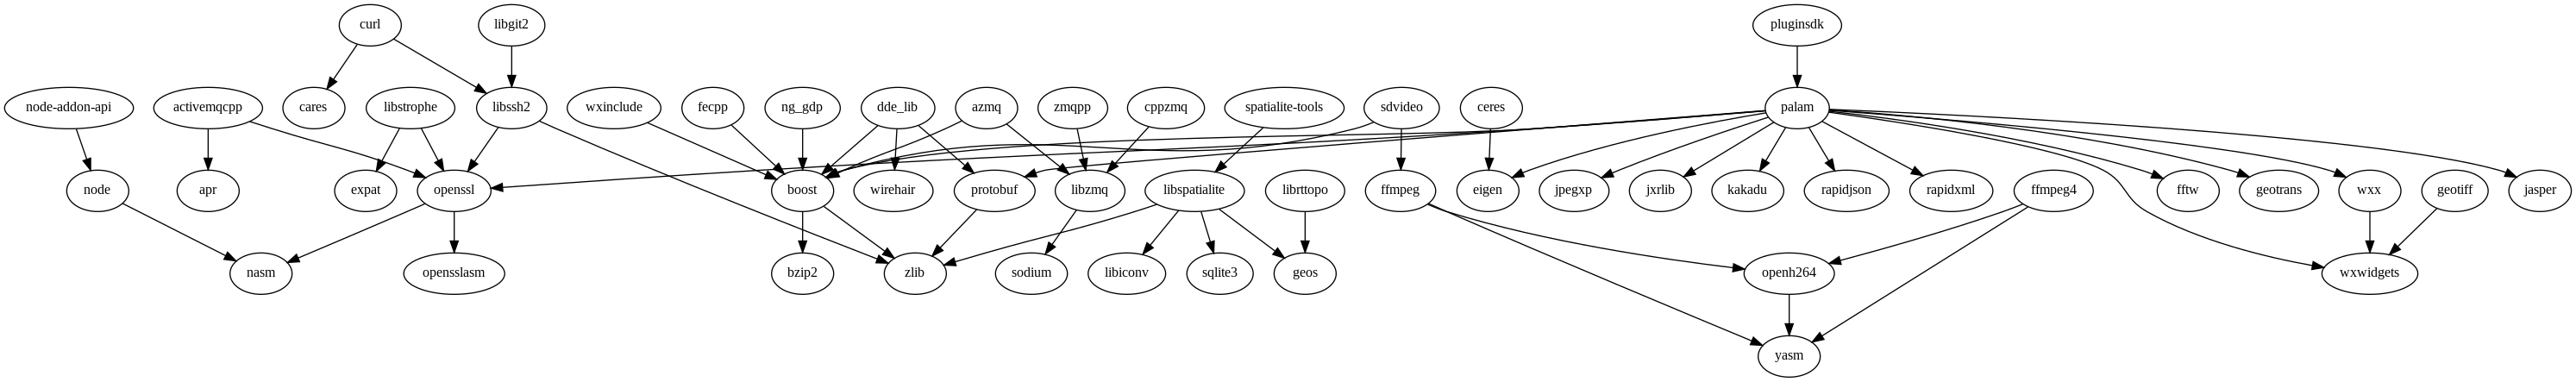 curl libgit2 pluginsdk
node-addon-api activemqcpp cares libstrophe libssh2 wxinclude fecpp ng_gdp dde_lib azmq zmqpp cppzmq spatialite-tools sdvideo ceres palam
node apr expat openssl boost wirehair protobuf libzmq libspatialite librttopo ffmpeg eigen jpegxp jxrlib kakadu rapidjson rapidxml ffmpeg4 fftw geotrans wxx geotiff jasper
nasm opensslasm bzip2 zlib sodium libiconv sqlite3 geos openh264 wxwidgets
yasm